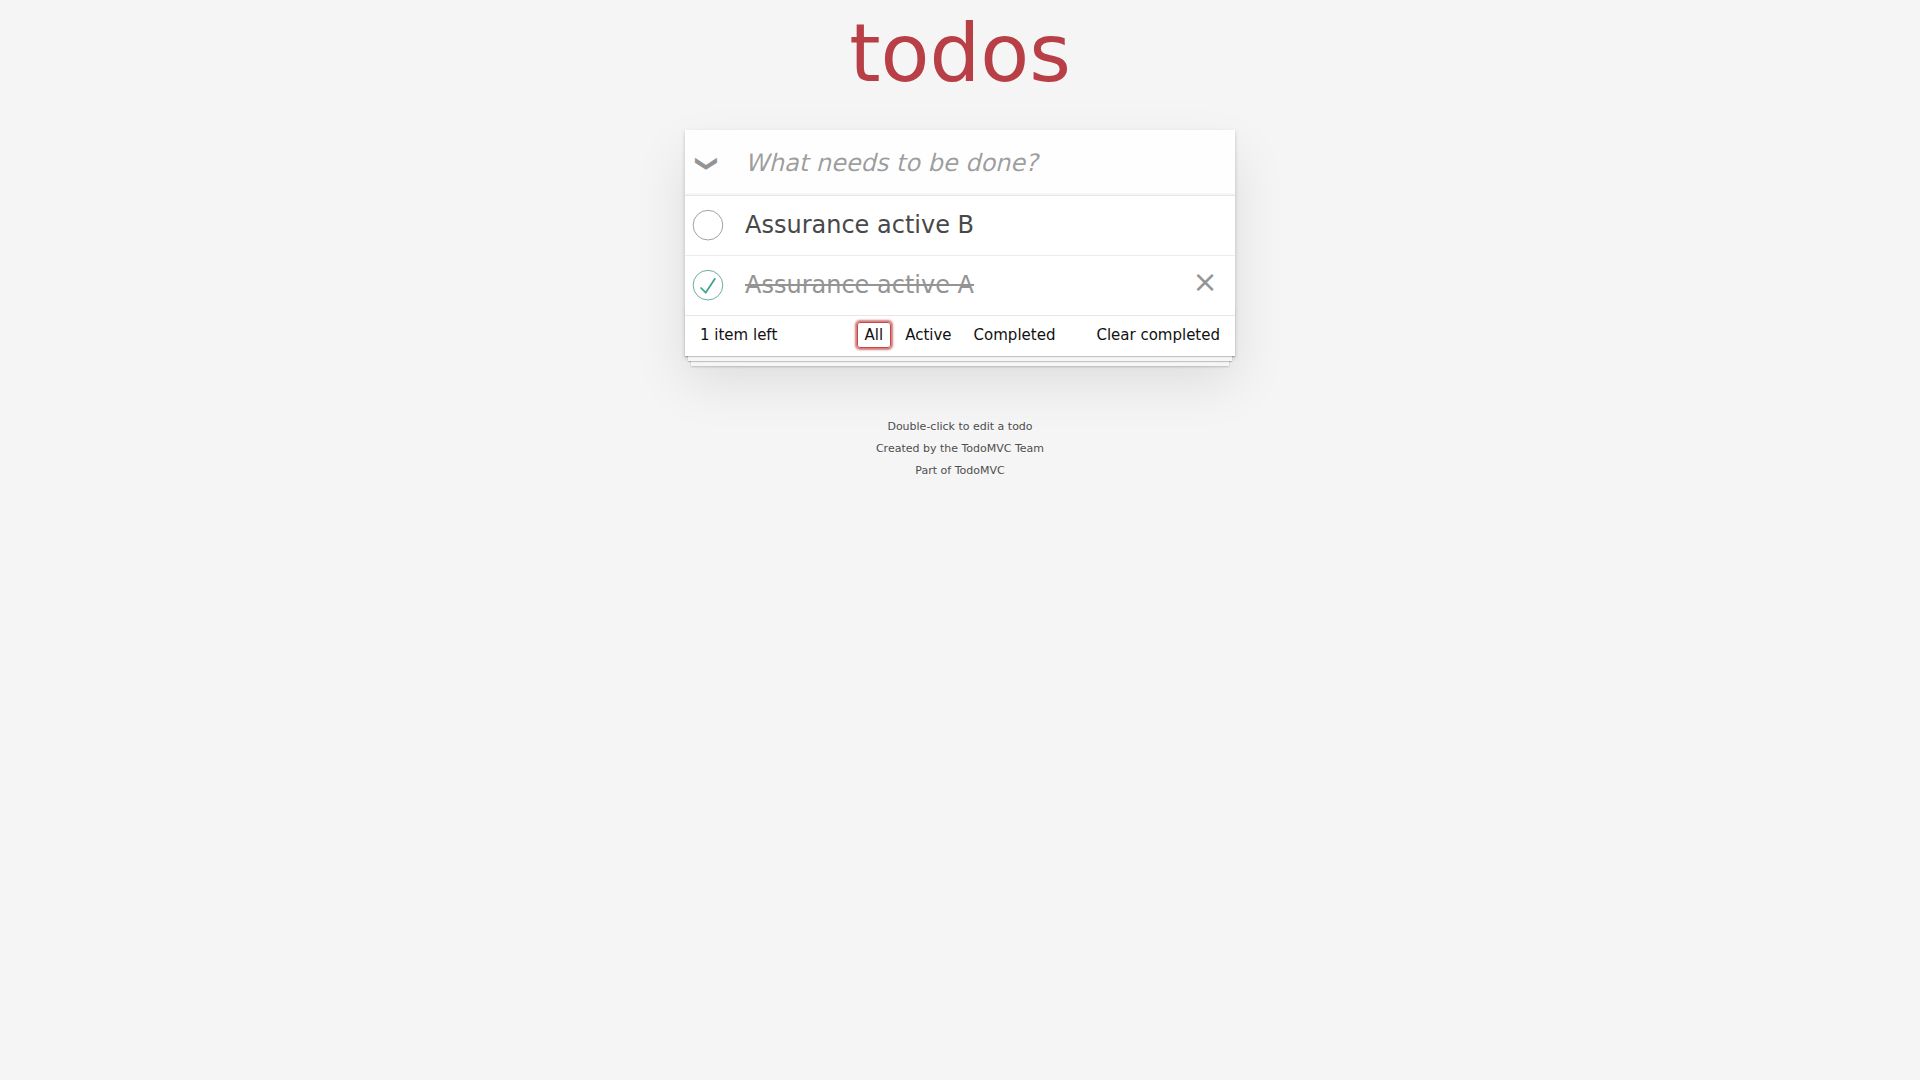 todos
What needs to be done?
Assurance active B
Assurance active A
1 item left All Active Completed Clear completed
Double-click to edit a todo
Created by the TodoMVC Team
Part of TodoMVC